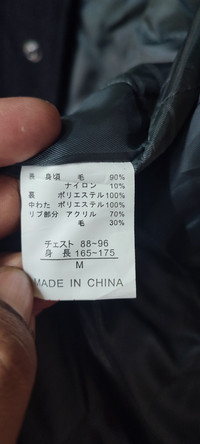 表 身頃 毛 90%
ナイロン 10%
裏 ポリエステル100%
中わた ポリエステル100%
リブ部分 アクリル 70%
毛 30%
チェスト 88~96
身 長 165~175
M
MADE IN CHINA